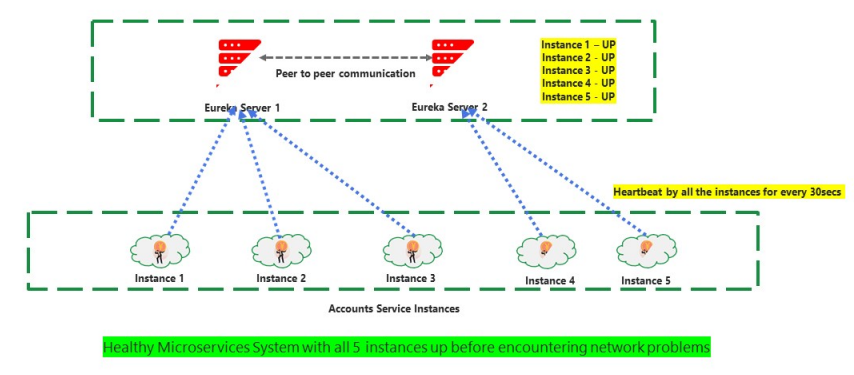 Instance 1 – UP
Instance 2 - UP
Instance 3 - UP
Instance 4 - UP
Instance 5 - UP
Peer to peer communication
Eureka Server 1
Eureka Server 2
Heartbeat by all the instances for every 30secs
Instance 1
Instance 2
Instance 3
Instance 4
Instance 5
Accounts Service Instances
Healthy Microservices System with all 5 instances up before encountering network problems